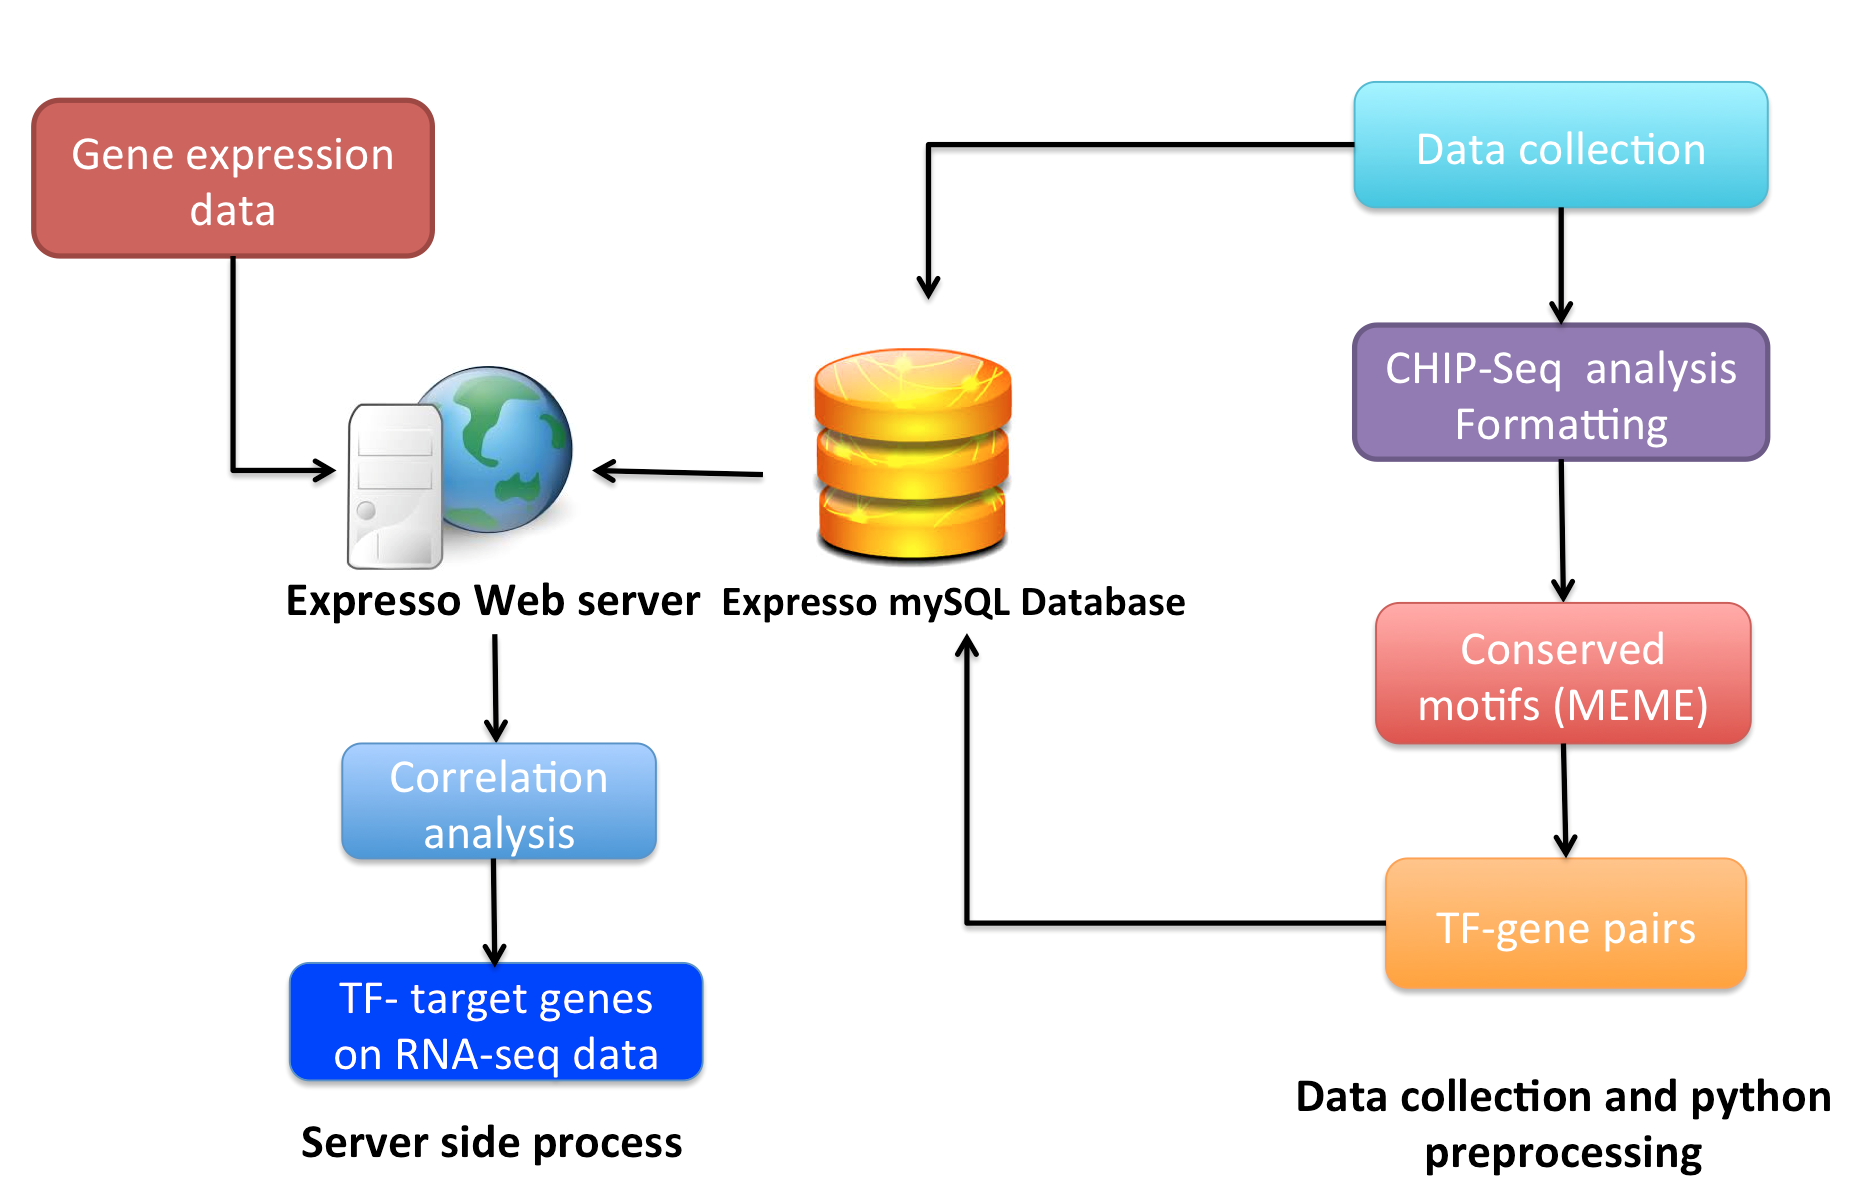 Gene expression
data
Data collection
CHIP-Seq  analysis
Formatting
Expresso Web server
Expresso mySQL Database
Conserved
motifs (MEME)
Correlation
analysis
TF-gene pairs
TF- target genes
on RNA-seq data
Server side process
Data collection and python
preprocessing